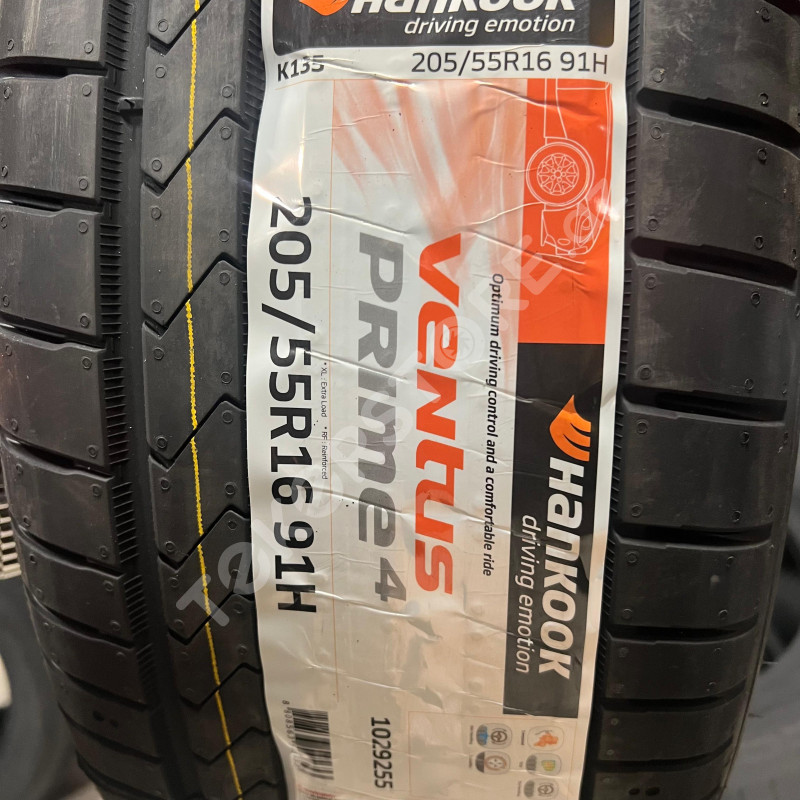 Hankook
driving emotion
K135
205/55R16 91H
Ventus
PRIME 4
Optimum driving control and a comfortable ride
205/55R16 91H
* XL : Extra Load * RF : Reinforced
Hankook
driving emotion
1029255